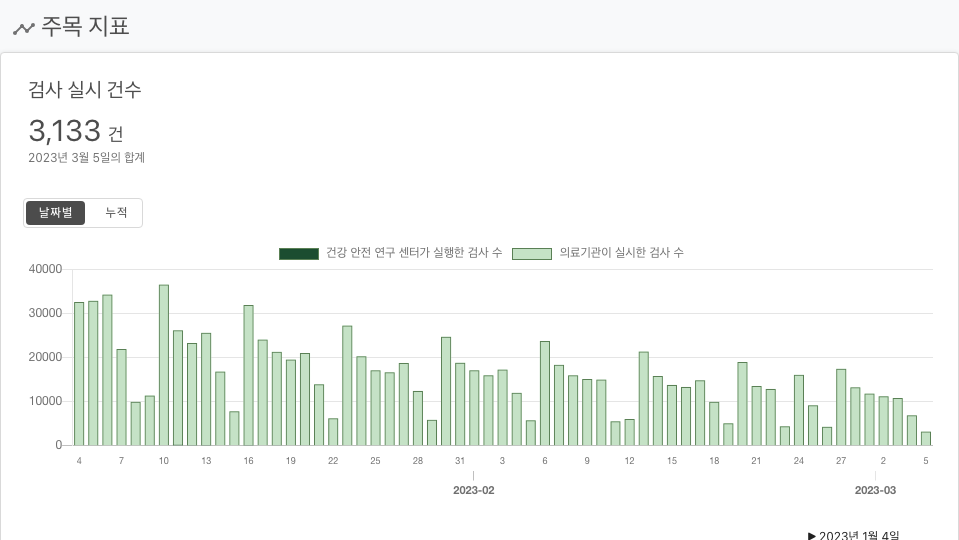 주목 지표
검사 실시 건수
3,133 건
2023년 3월 5일의 합계
날짜별 누적
건강 안전 연구 센터가 실행한 검사 수 의료기관이 실시한 검사 수
40000
30000
20000
10000
0
4 7 10 13 16 19 22 25 28 31 3 6 9 12 15 18 21 24 27 2 5
2023-02 2023-03
▶ 2023년 1월 4일